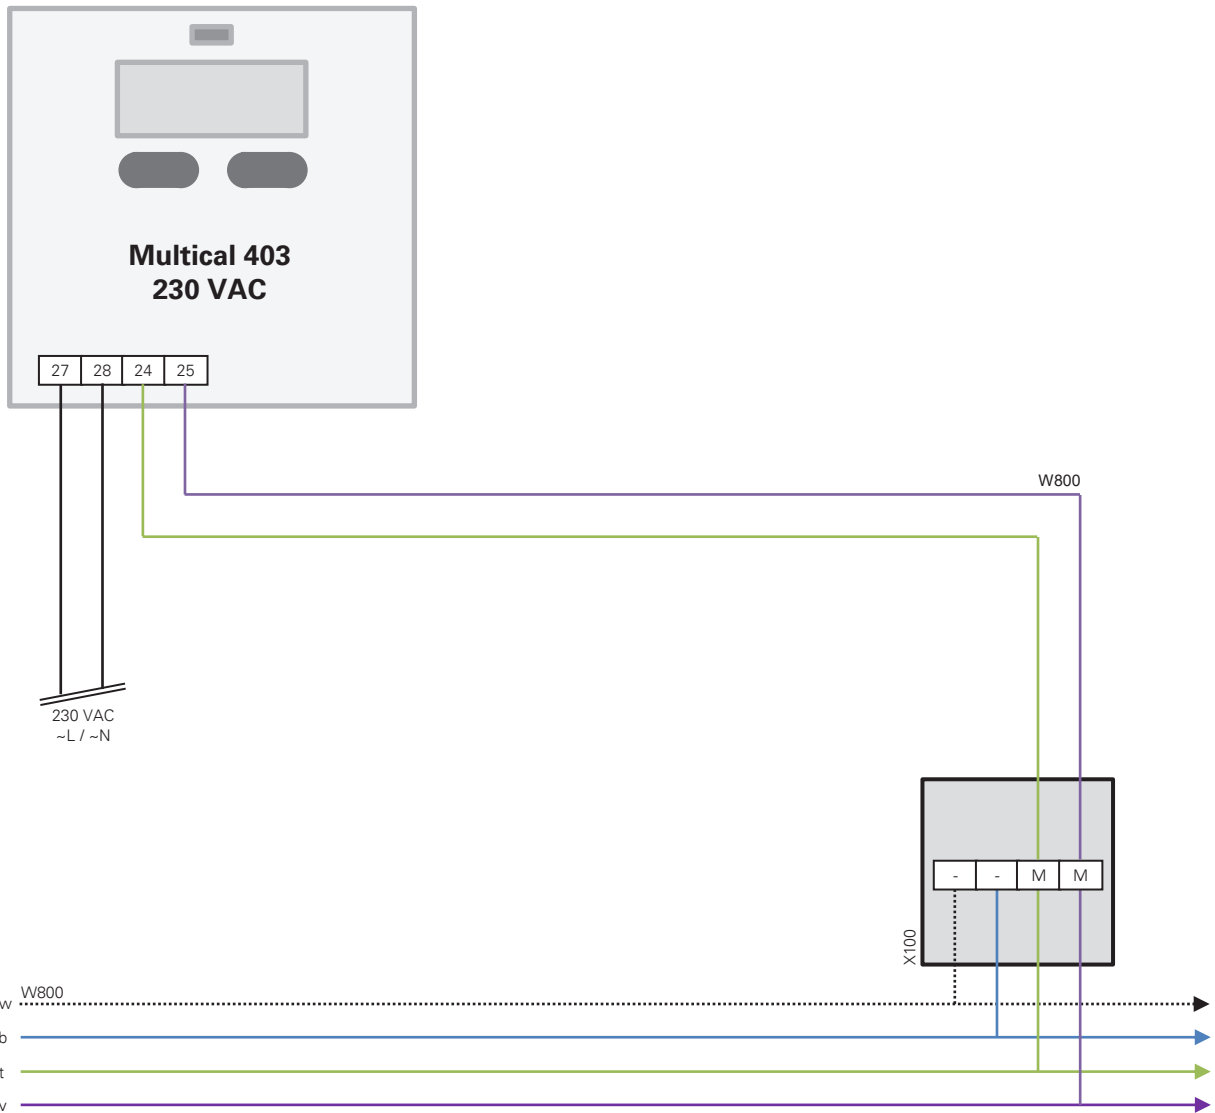 Multical 403
230 VAC
27 28 24 25
W800
230 VAC
~L / ~N
- - M M
X100
W800
w
b
t
v